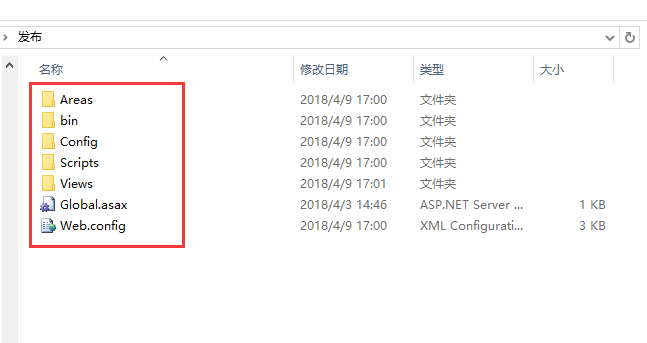 发布
名称 修改日期 类型 大小
Areas 2018/4/9 17:00 文件夹
bin 2018/4/9 17:00 文件夹
Config 2018/4/9 17:00 文件夹
Scripts 2018/4/9 17:00 文件夹
Views 2018/4/9 17:01 文件夹
Global.asax 2018/4/3 14:46 ASP.NET Server ... 1 KB
Web.config 2018/4/9 17:00 XML Configurati... 3 KB